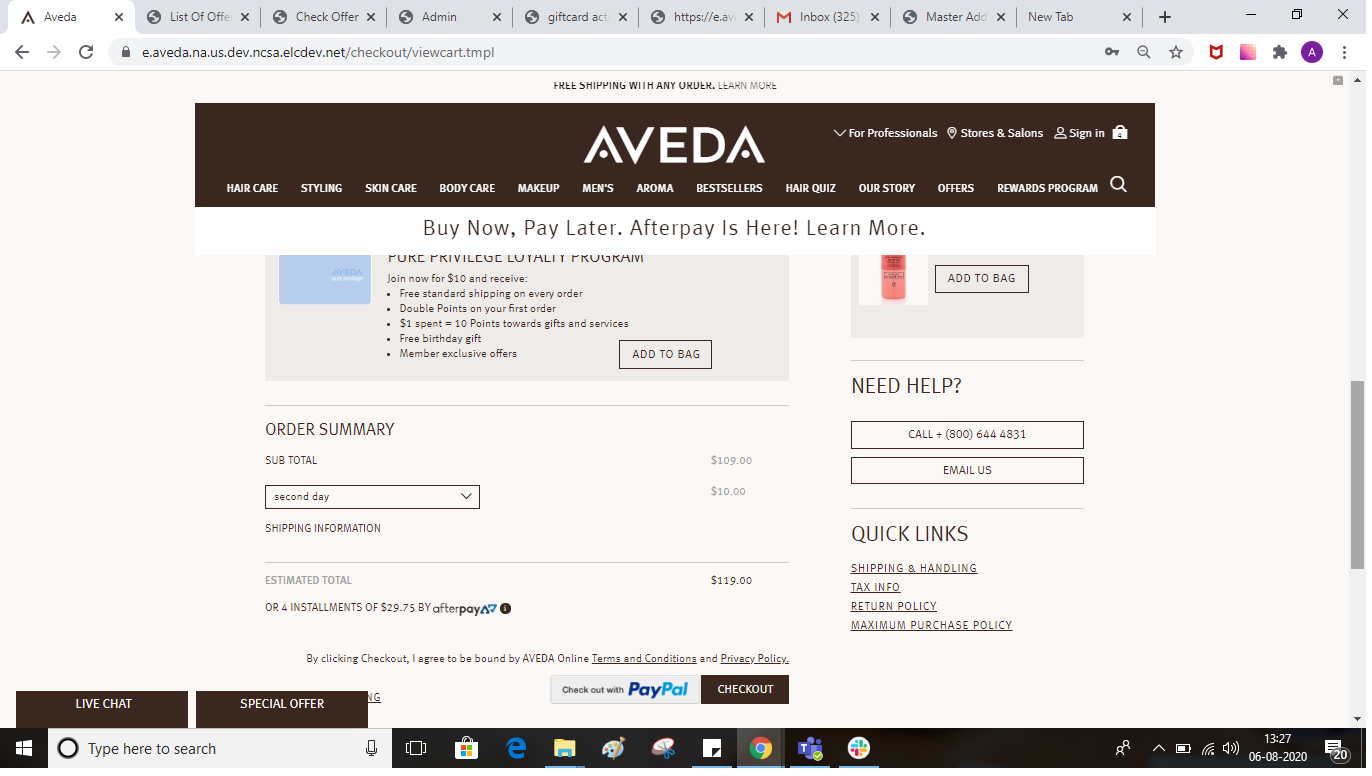 Aveda
List Of Offe
Check Offer
Admin
giftcard act
https://e.av
Inbox (325)
Master Add
New Tab
e.aveda.na.us.dev.ncsa.elcdev.net/checkout/viewcart.tmpl
A
FREE SHIPPING WITH ANY ORDER. LEARN MORE
AVEDA
For Professionals
Stores & Salons
Sign in
4
HAIR CARE
STYLING
SKIN CARE
BODY CARE
MAKEUP
MEN'S
AROMA
BESTSELLERS
HAIR QUIZ
OUR STORY
OFFERS
REWARDS PROGRAM
Buy Now, Pay Later. Afterpay Is Here! Learn More.
AVEDA
pure privilege
PURE PRIVILEGE LOYALTY PROGRAM
Join now for $10 and receive:
• Free standard shipping on every order
• Double Points on your first order
• $1 spent = 10 Points towards gifts and services
• Free birthday gift
• Member exclusive offers
ADD TO BAG
ADD TO BAG
ORDER SUMMARY
SUB TOTAL $109.00
second day $10.00
SHIPPING INFORMATION
ESTIMATED TOTAL $119.00
OR 4 INSTALLMENTS OF $29.75 BY afterpay i
By clicking Checkout, I agree to be bound by AVEDA Online Terms and Conditions and Privacy Policy.
Check out with PayPal
CHECKOUT
NEED HELP?
CALL + (800) 644 4831
EMAIL US
QUICK LINKS
SHIPPING & HANDLING
TAX INFO
RETURN POLICY
MAXIMUM PURCHASE POLICY
LIVE CHAT
SPECIAL OFFER
NG
Type here to search
13:27
06-08-2020
20